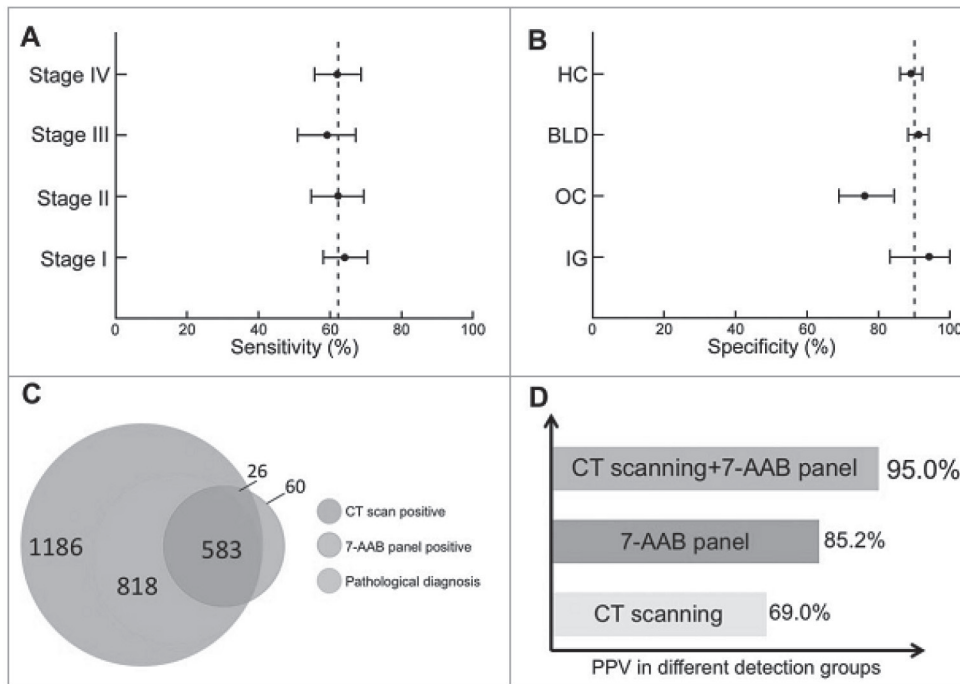 A
Stage IV
Stage III
Stage II
Stage I
0 20 40 60 80 100
Sensitivity (%)
B
HC
BLD
OC
IG
0 20 40 60 80 100
Specificity (%)
C
26
60
1186
583
818
CT scan positive
7-AAB panel positive
Pathological diagnosis
D
CT scanning+7-AAB panel 95.0%
7-AAB panel 85.2%
CT scanning 69.0%
PPV in different detection groups